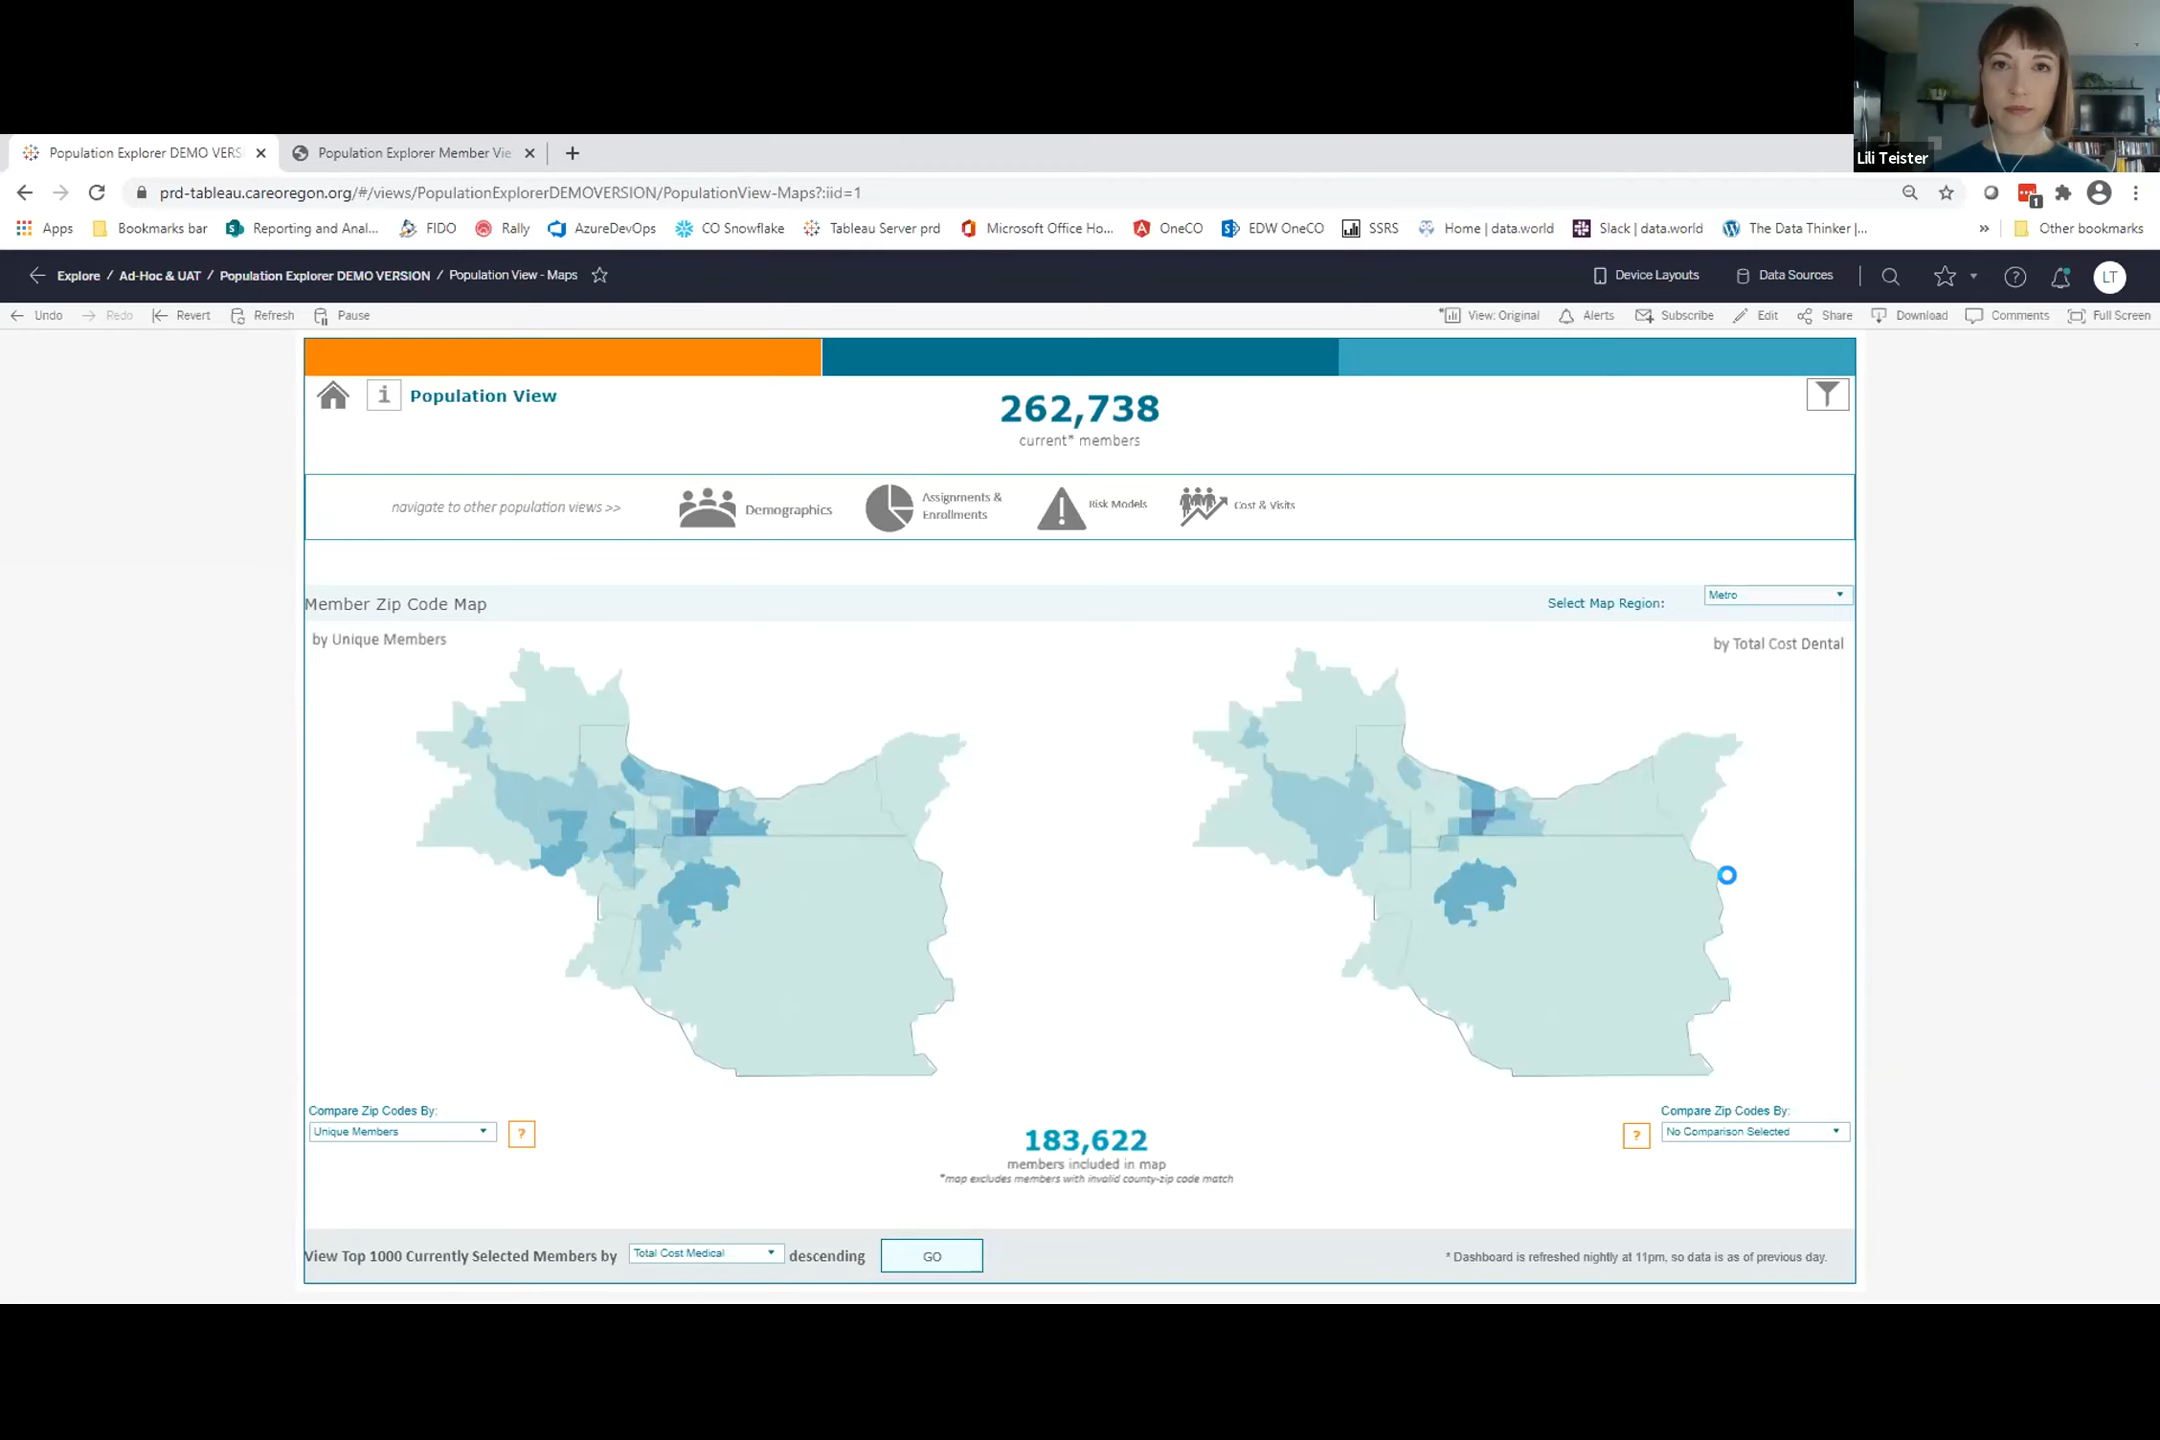 Lili Teister
Population Explorer DEMO VERS
Population Explorer Member Vie
prd-tableau.careoregon.org/#/views/PopulationExplorerDEMOVERSION/PopulationView-Maps?:iid=1
Apps Bookmarks bar Reporting and Anal... FIDO Rally AzureDevOps CO Snowflake Tableau Server prd Microsoft Office Ho... OneCO EDW OneCO SSRS Home | data.world Slack | data.world The Data Thinker |... » Other bookmarks
Explore / Ad-Hoc & UAT / Population Explorer DEMO VERSION / Population View - Maps Device Layouts Data Sources LT
Undo Redo Revert Refresh Pause View: Original Alerts Subscribe Edit Share Download Comments Full Screen
i Population View
262,738
current* members
navigate to other population views >>
Demographics
Assignments &
Enrollments
Risk Models
Cost & Visits
Member Zip Code Map
Select Map Region: Metro
by Unique Members
by Total Cost Dental
Compare Zip Codes By:
Unique Members ?
183,622
members included in map
*map excludes members with invalid county-zip code match
Compare Zip Codes By:
? No Comparison Selected
View Top 1000 Currently Selected Members by Total Cost Medical descending GO
* Dashboard is refreshed nightly at 11pm, so data is as of previous day.